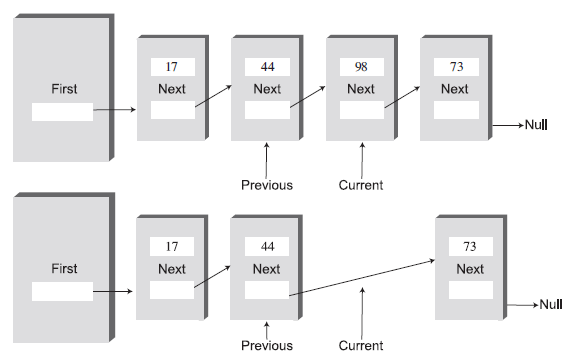 17 44 98 73
First Next Next Next Next
Null
Previous Current
17 44 73
First Next Next Next
Null
Previous Current